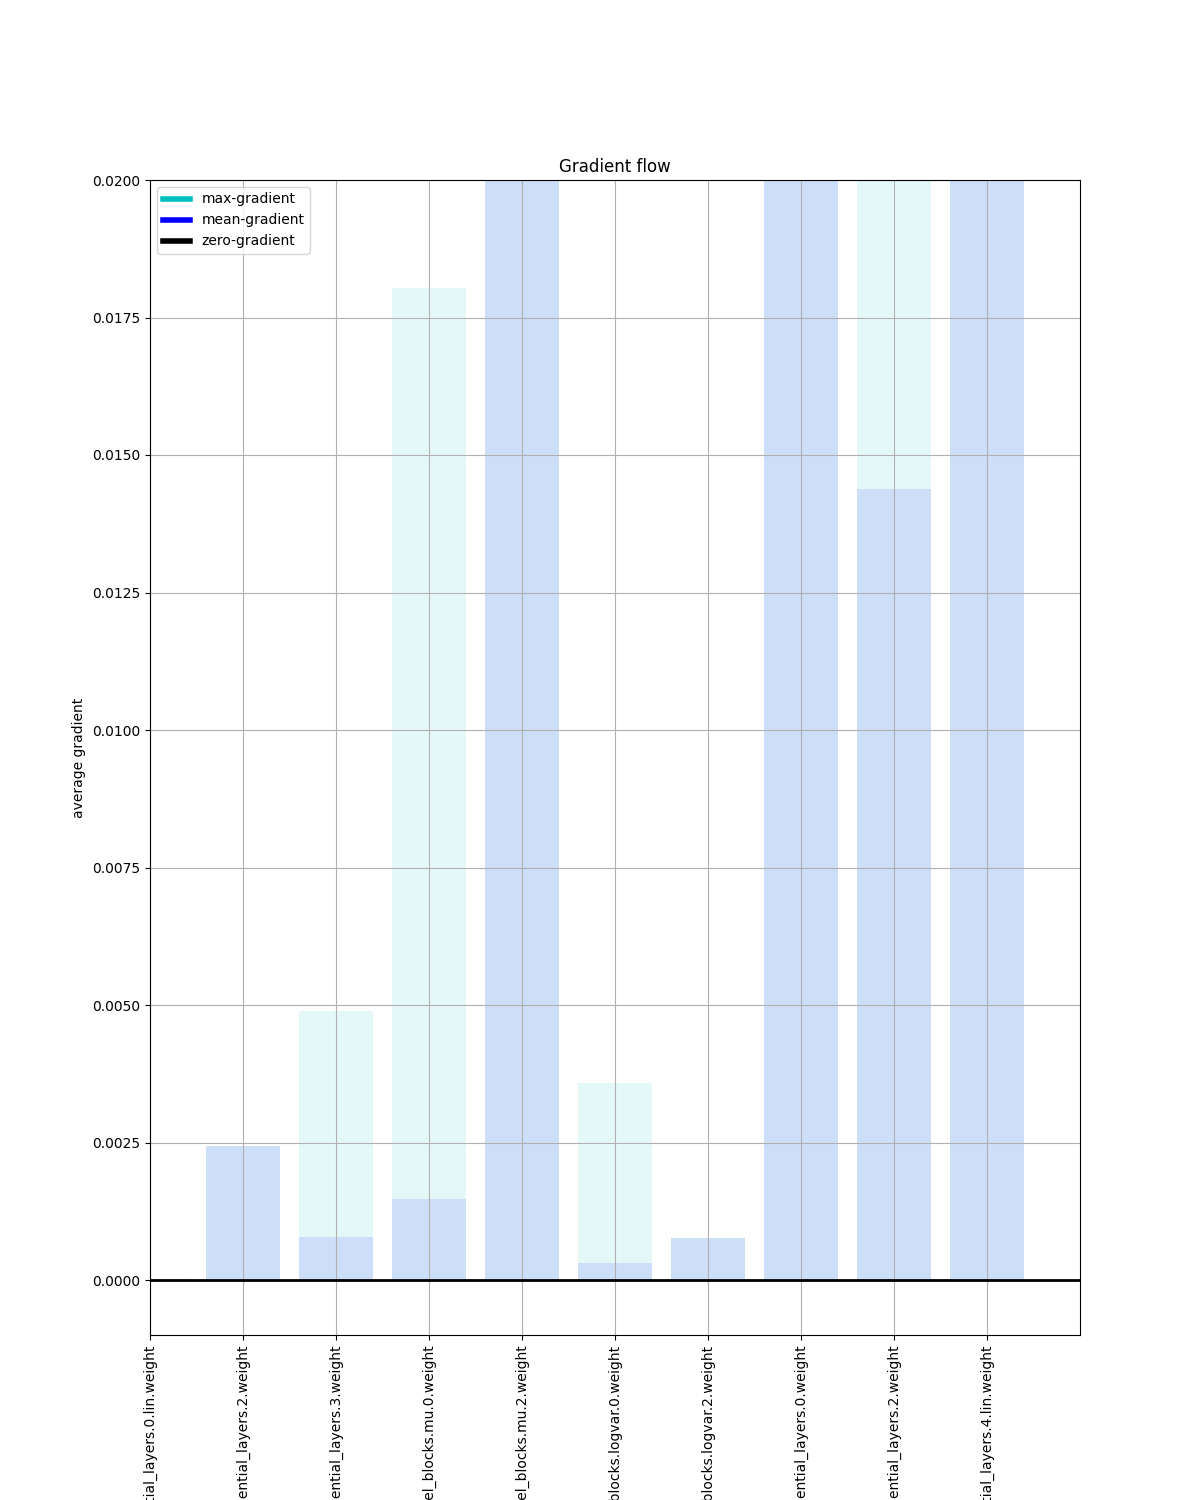 Gradient flow
max-gradient
mean-gradient
zero-gradient
0.0200
0.0175
0.0150
0.0125
0.0100
0.0075
0.0050
0.0025
0.0000
average gradient
tial_layers.0.lin.weight
ential_layers.2.weight
ential_layers.3.weight
el_blocks.mu.0.weight
el_blocks.mu.2.weight
blocks.logvar.0.weight
blocks.logvar.2.weight
ential_layers.0.weight
ential_layers.2.weight
tial_layers.4.lin.weight